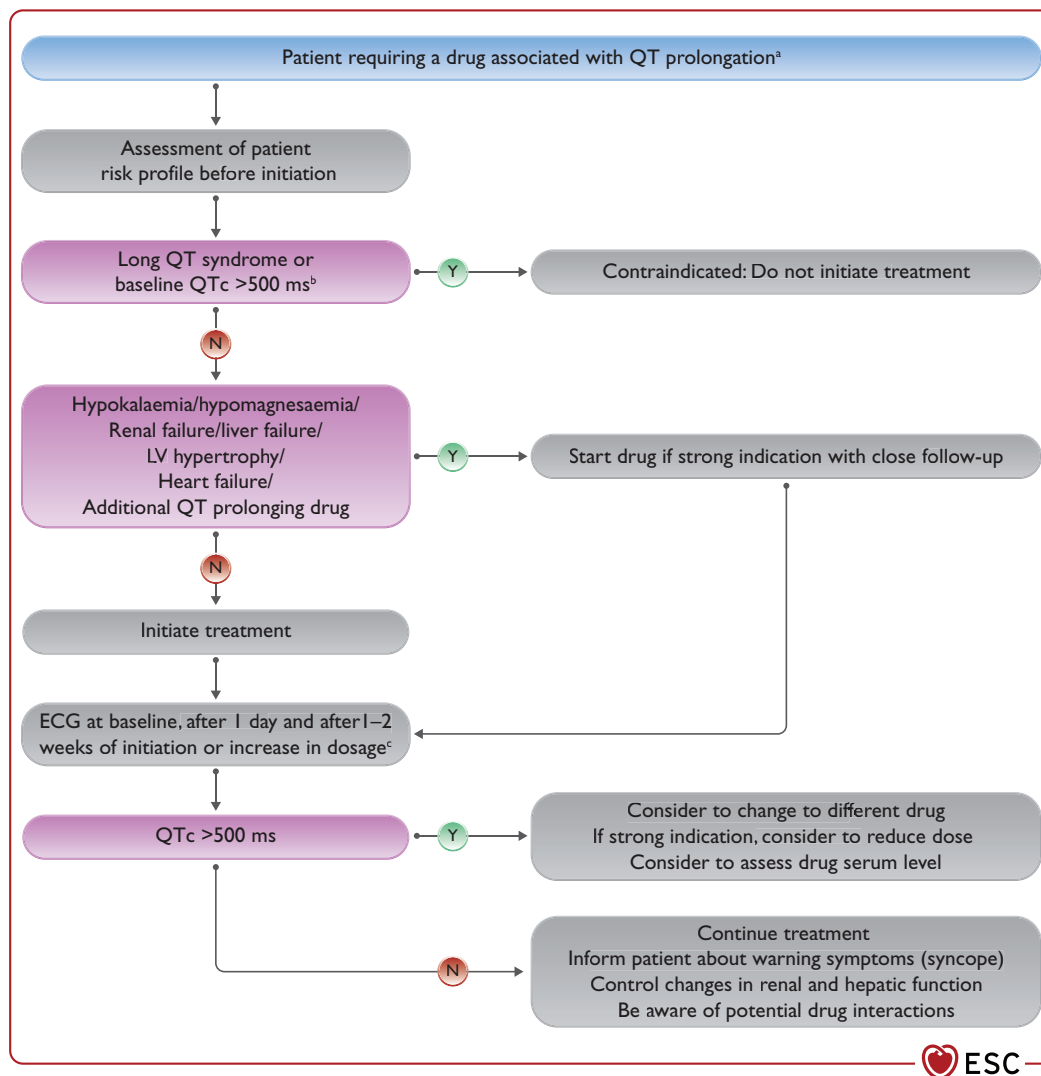 Patient requiring a drug associated with QT prolongationᵃ
Assessment of patient
risk profile before initiation
Long QT syndrome or
baseline QTc >500 msᵇ
Y
Contraindicated: Do not initiate treatment
N
Hypokalaemia/hypomagnesaemia/
Renal failure/liver failure/
LV hypertrophy/
Heart failure/
Additional QT prolonging drug
Y
Start drug if strong indication with close follow-up
N
Initiate treatment
ECG at baseline, after 1 day and after1–2
weeks of initiation or increase in dosageᶜ
QTc >500 ms
Y
Consider to change to different drug
If strong indication, consider to reduce dose
Consider to assess drug serum level
N
Continue treatment
Inform patient about warning symptoms (syncope)
Control changes in renal and hepatic function
Be aware of potential drug interactions
ESC